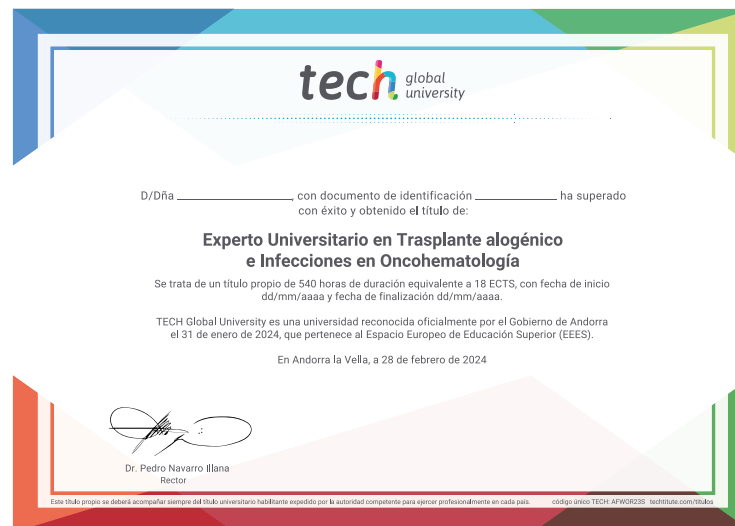 tech global
university
D/Dña ____________, con documento de identificación ____________ ha superado
con éxito y obtenido el título de:
Experto Universitario en Trasplante alogénico
e Infecciones en Oncohematología
Se trata de un título propio de 540 horas de duración equivalente a 18 ECTS, con fecha de inicio
dd/mm/aaaa y fecha de finalización dd/mm/aaaa.
TECH Global University es una universidad reconocida oficialmente por el Gobierno de Andorra
el 31 de enero de 2024, que pertenece al Espacio Europeo de Educación Superior (EEES).
En Andorra la Vella, a 28 de febrero de 2024
Dr. Pedro Navarro Illana
Rector
Este título propio se deberá acompañar siempre del título universitario habilitante expedido por la autoridad competente para ejercer profesionalmente en cada país. código único TECH: AFWOR23S techtitute.com/titulos